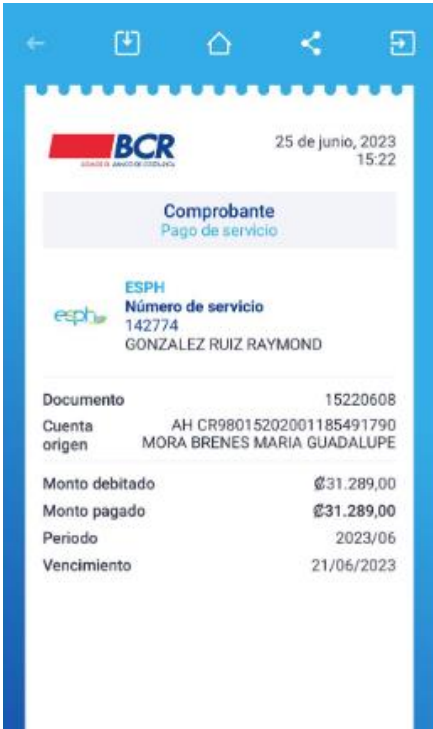 BCR
25 de junio, 2023
15:22
Comprobante
Pago de servicio
ESPH
esph
Número de servicio
142774
GONZALEZ RUIZ RAYMOND
Documento 15220608
Cuenta origen AH CR98015202001185491790
MORA BRENES MARIA GUADALUPE
Monto debitado ₡31.289,00
Monto pagado ₡31.289,00
Periodo 2023/06
Vencimiento 21/06/2023